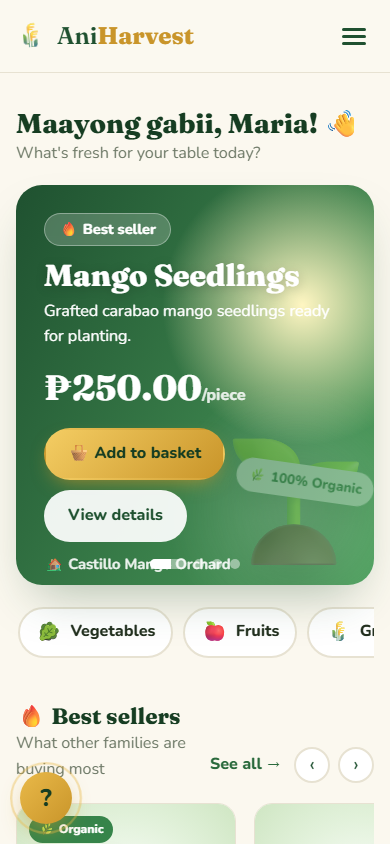 AniHarvest
Maayong gabii, Maria!
What's fresh for your table today?
Best seller
Mango Seedlings
Grafted carabao mango seedlings ready
for planting.
₱250.00/piece
Add to basket
100% Organic
View details
Castillo Mango Orchard
Vegetables
Fruits
Gr
Best sellers
What other families are
buying most
See all →
‹
›
?
Organic